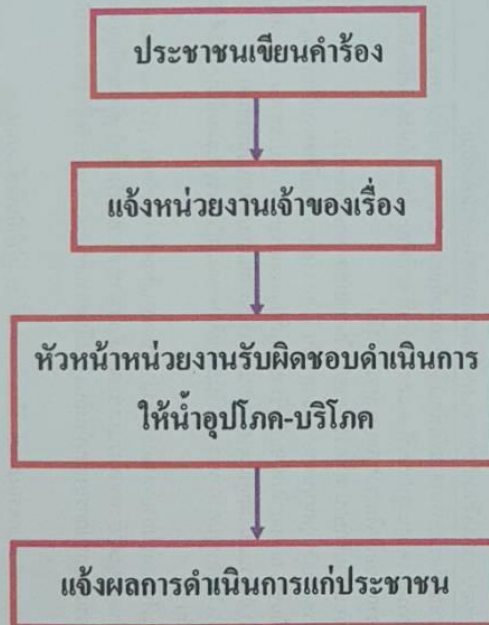 ประชาชนเขียนคำร้อง
แจ้งหน่วยงานเจ้าของเรื่อง
หัวหน้าหน่วยงานรับผิดชอบดำเนินการ
ให้น้ำอุปโภค-บริโภค
แจ้งผลการดำเนินการแก่ประชาชน